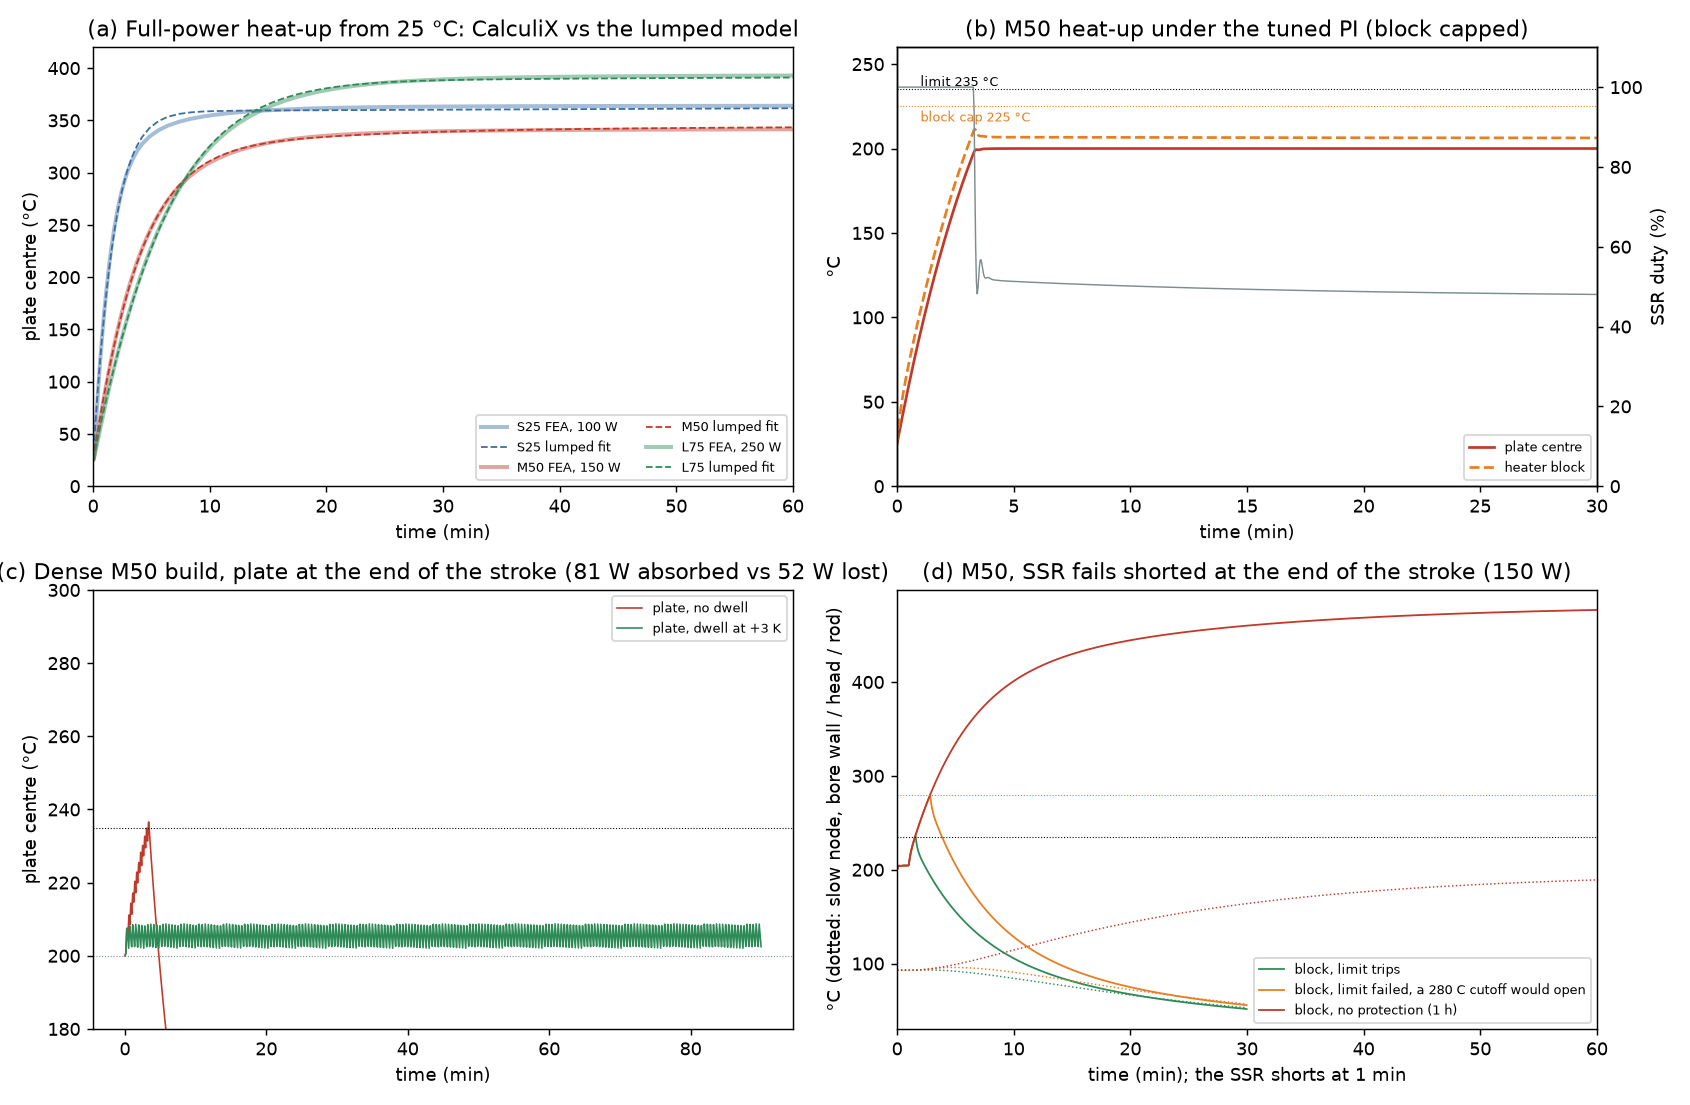 (a) Full-power heat-up from 25 °C: CalculiX vs the lumped model
400
350
300
250
200
150
100
50
0
plate centre (°C)
0 10 20 30 40 50 60
time (min)
S25 FEA, 100 W
S25 lumped fit
M50 FEA, 150 W
M50 lumped fit
L75 FEA, 250 W
L75 lumped fit
(b) M50 heat-up under the tuned PI (block capped)
250
200
150
100
50
0
°C
limit 235 °C
block cap 225 °C
100
80
60
40
20
0
SSR duty (%)
0 5 10 15 20 25 30
time (min)
plate centre
heater block
(c) Dense M50 build, plate at the end of the stroke (81 W absorbed vs 52 W lost)
300
280
260
240
220
200
180
plate centre (°C)
0 20 40 60 80
time (min)
plate, no dwell
plate, dwell at +3 K
(d) M50, SSR fails shorted at the end of the stroke (150 W)
400
300
200
100
°C (dotted: slow node, bore wall / head / rod)
0 10 20 30 40 50 60
time (min); the SSR shorts at 1 min
block, limit trips
block, limit failed, a 280 C cutoff would open
block, no protection (1 h)